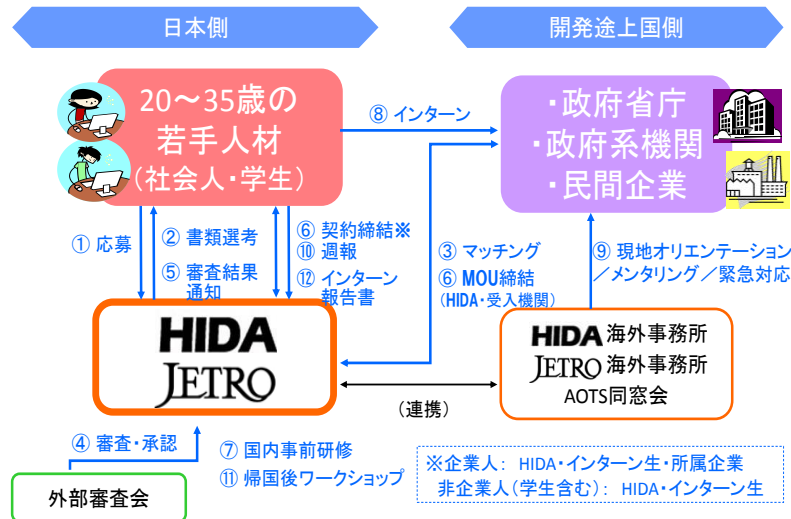 日本側
開発途上国側
20～35歳の
若手人材
（社会人・学生）
⑧ インターン
・政府省庁
・政府系機関
・民間企業
① 応募
② 書類選考
⑤ 審査結果
通知
⑥ 契約締結※
⑩ 週報
⑫ インターン
報告書
③ マッチング
⑥ MOU締結
（HIDA・受入機関）
⑨ 現地オリエンテーション
／メンタリング／緊急対応
HIDA
JETRO
（連携）
HIDA 海外事務所
JETRO 海外事務所
AOTS同窓会
④ 審査・承認
⑦ 国内事前研修
⑪ 帰国後ワークショップ
外部審査会
※企業人： HIDA・インターン生・所属企業
非企業人（学生含む）： HIDA・インターン生